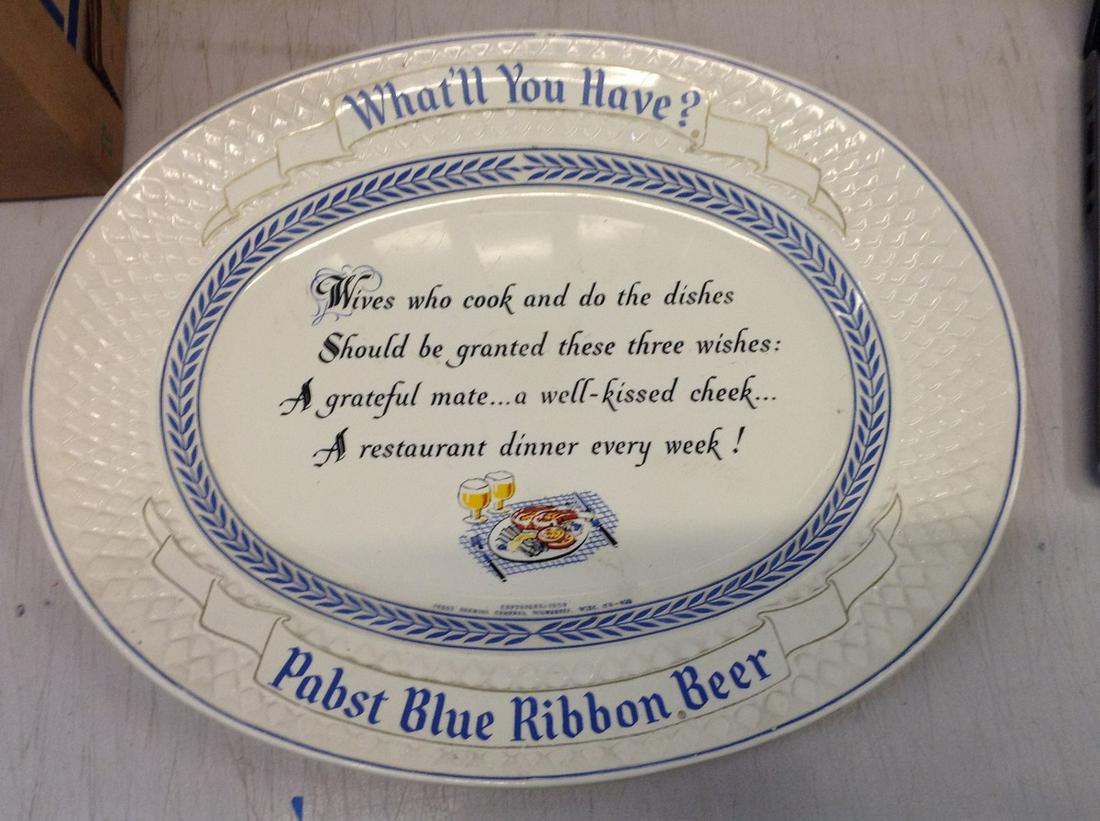 What'll You Have?
Wives who cook and do the dishes
Should be granted these three wishes:
A grateful mate...a well-kissed cheek...
A restaurant dinner every week!
Pabst Blue Ribbon Beer